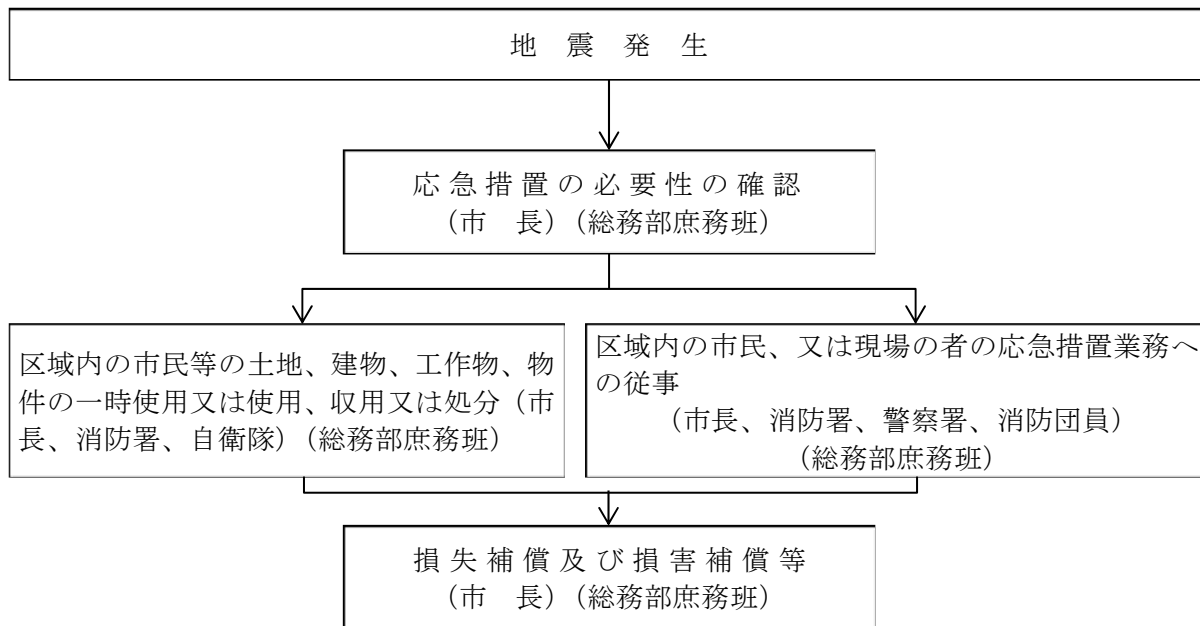 地 震 発 生
応急措置の必要性の確認
（市　長）（総務部庶務班）
区域内の市民等の土地、建物、工作物、物
件の一時使用又は使用、収用又は処分（市
長、消防署、自衛隊）（総務部庶務班）
区域内の市民、又は現場の者の応急措置業務へ
の従事
（市長、消防署、警察署、消防団員）
（総務部庶務班）
損失補償及び損害補償等
（市　長）（総務部庶務班）